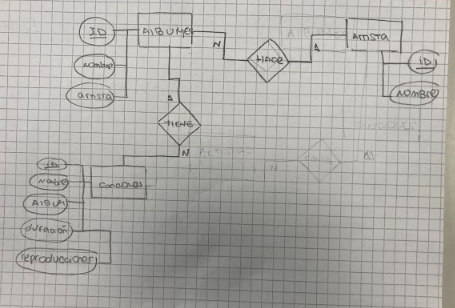 ID
ALBUMES
nombre
artista
N
HACE
1
Artista
ID
nombre
1
TIENE
N
ID
nombre
ALBUM
duración
reproducciones
canciones
N